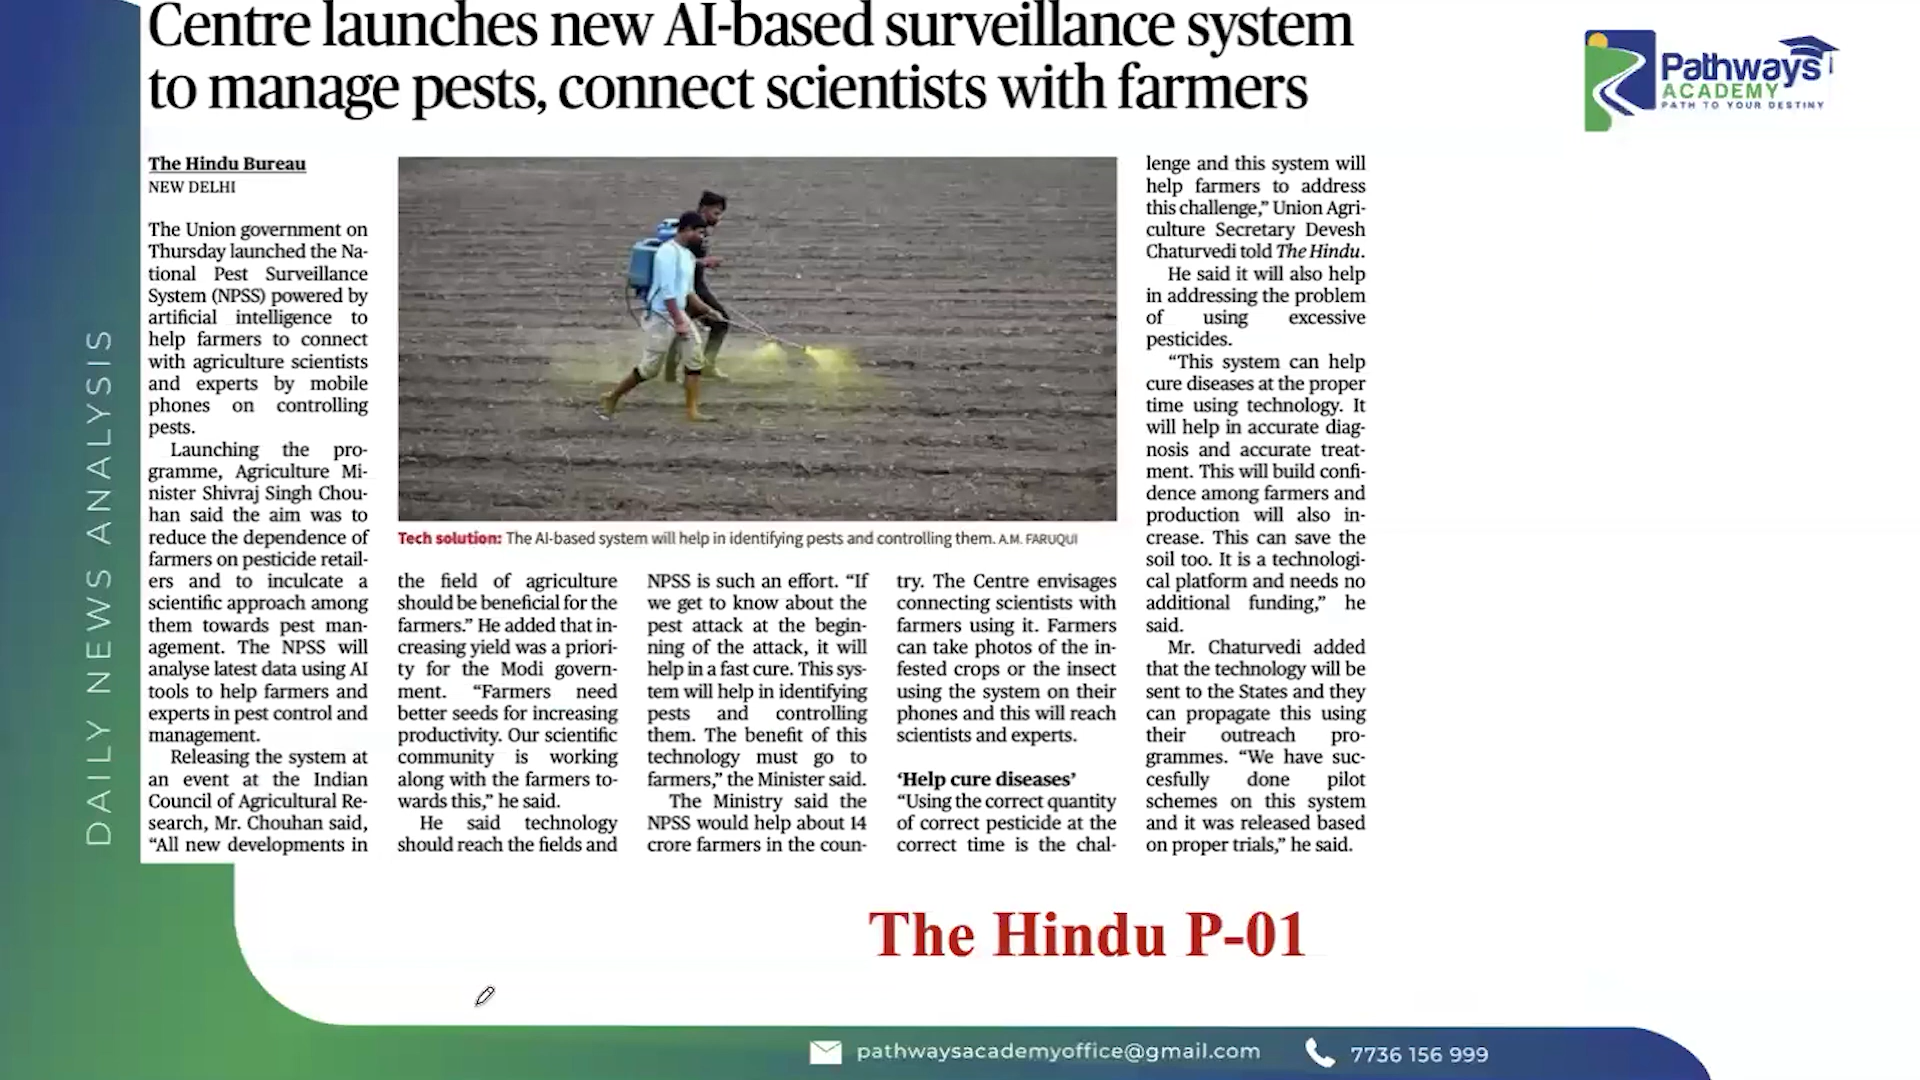 Centre launches new AI-based surveillance system
to manage pests, connect scientists with farmers
Pathways
ACADEMY
PATH TO YOUR DESTINY
DAILY NEWS ANALYSIS
The Hindu Bureau
NEW DELHI
The Union government on
Thursday launched the Na-
tional Pest Surveillance
System (NPSS) powered by
artificial intelligence to
help farmers to connect
with agriculture scientists
and experts by mobile
phones on controlling
pests.
Launching the pro-
gramme, Agriculture Mi-
nister Shivraj Singh Chou-
han said the aim was to
reduce the dependence of
farmers on pesticide retail-
ers and to inculcate a
scientific approach among
them towards pest man-
agement. The NPSS will
analyse latest data using AI
tools to help farmers and
experts in pest control and
management.
Releasing the system at
an event at the Indian
Council of Agricultural Re-
search, Mr. Chouhan said,
“All new developments in
Tech solution: The AI-based system will help in identifying pests and controlling them. A.M. FARUQUI
the field of agriculture
should be beneficial for the
farmers.” He added that in-
creasing yield was a priori-
ty for the Modi govern-
ment. “Farmers need
better seeds for increasing
productivity. Our scientific
community is working
along with the farmers to-
wards this,” he said.
He said technology
should reach the fields and
NPSS is such an effort. “If
we get to know about the
pest attack at the begin-
ning of the attack, it will
help in a fast cure. This sys-
tem will help in identifying
pests and controlling
them. The benefit of this
technology must go to
farmers,” the Minister said.
The Ministry said the
NPSS would help about 14
crore farmers in the coun-
try. The Centre envisages
connecting scientists with
farmers using it. Farmers
can take photos of the in-
fested crops or the insect
using the system on their
phones and this will reach
scientists and experts.
‘Help cure diseases’
“Using the correct quantity
of correct pesticide at the
correct time is the chal-
lenge and this system will
help farmers to address
this challenge,” Union Agri-
culture Secretary Devesh
Chaturvedi told The Hindu.
He said it will also help
in addressing the problem
of using excessive
pesticides.
“This system can help
cure diseases at the proper
time using technology. It
will help in accurate diag-
nosis and accurate treat-
ment. This will build confi-
dence among farmers and
production will also in-
crease. This can save the
soil too. It is a technologi-
cal platform and needs no
additional funding,” he
said.
Mr. Chaturvedi added
that the technology will be
sent to the States and they
can propagate this using
their outreach pro-
grammes. “We have suc-
cesfully done pilot
schemes on this system
and it was released based
on proper trials,” he said.
The Hindu P-01
pathwaysacademyoffice@gmail.com
7736 156 999